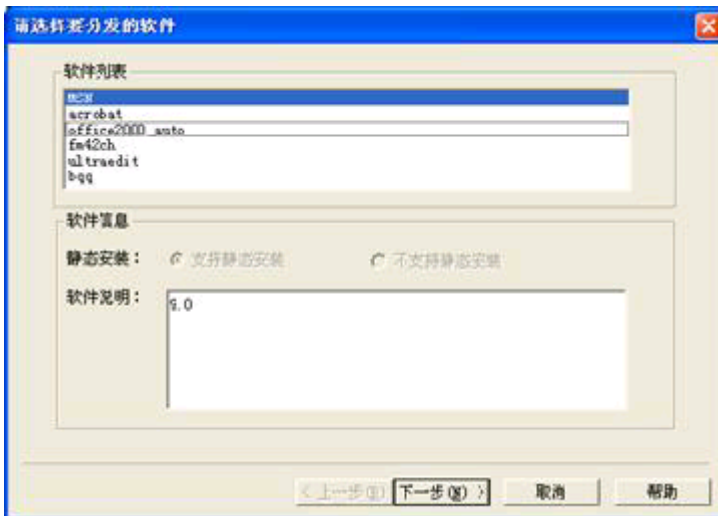 请选择要分发的软件
软件列表
msn
acrobat
office2000_auto
fm42ch
ultraedit
bqq
软件信息
静态安装： 支持静态安装 不支持静态安装
软件说明：
9.0
< 上一步(B) 下一步(N) > 取消 帮助